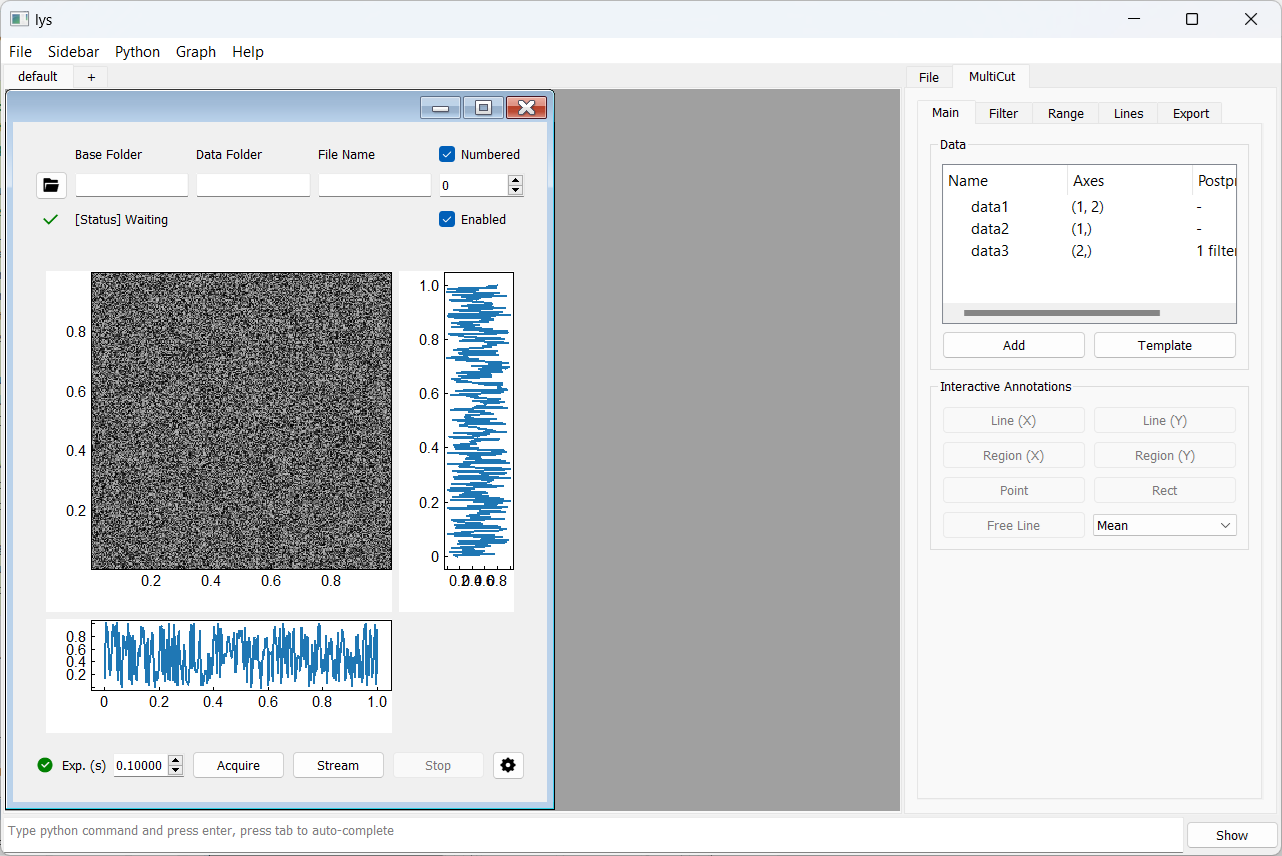 lys
File Sidebar Python Graph Help
default +
File MultiCut
Main Filter Range Lines Export
Base Folder Data Folder File Name Numbered
0
[Status] Waiting Enabled
Data
Name Axes Postpr
data1 (1, 2) -
data2 (1,) -
data3 (2,) 1 filter
Add Template
Interactive Annotations
Line (X) Line (Y)
Region (X) Region (Y)
Point Rect
Free Line Mean
0.8
0.6
0.4
0.2
0.2 0.4 0.6 0.8
1.0
0.8
0.6
0.4
0.2
0
0.2 0.4 0.6 0.8
0.8
0.6
0.4
0.2
0 0.2 0.4 0.6 0.8 1.0
Exp. (s) 0.10000 Acquire Stream Stop
Type python command and press enter, press tab to auto-complete
Show